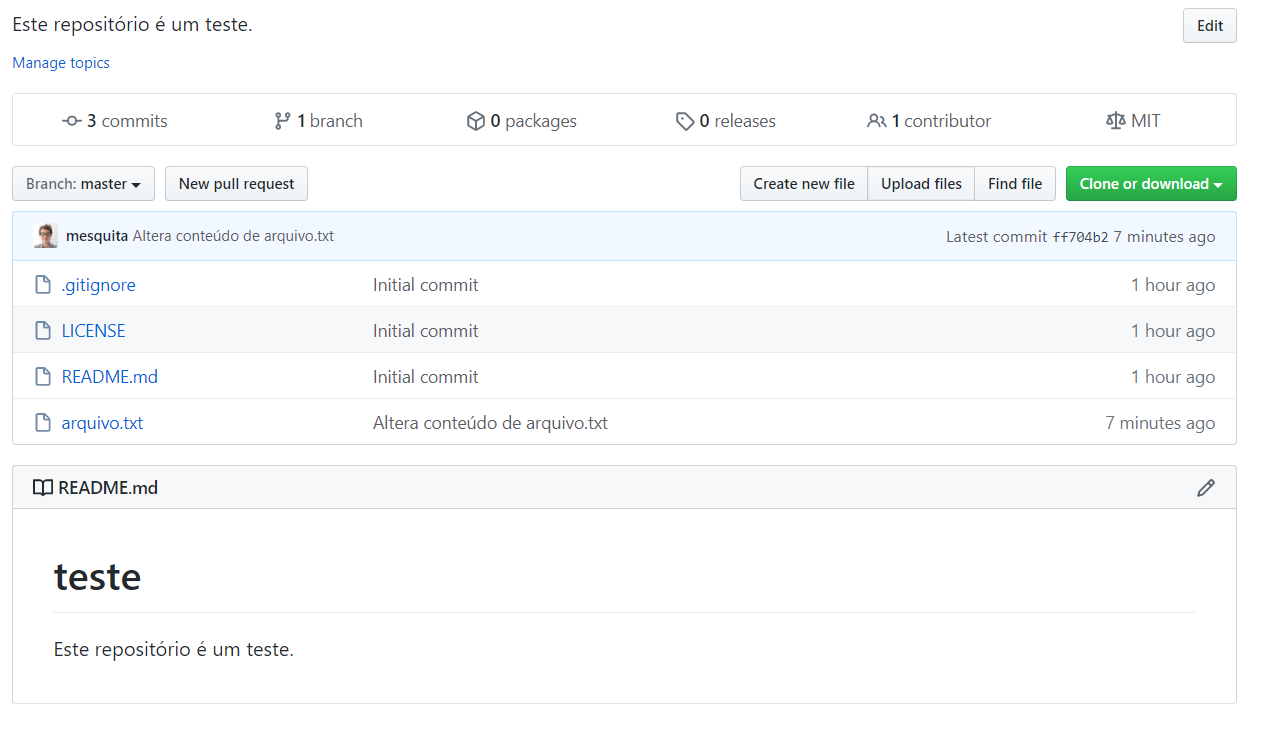 Este repositório é um teste.
Edit
Manage topics
3 commits
1 branch
0 packages
0 releases
1 contributor
MIT
Branch: master
New pull request
Create new file
Upload files
Find file
Clone or download
mesquita Altera conteúdo de arquivo.txt
Latest commit ff704b2 7 minutes ago
.gitignore Initial commit 1 hour ago
LICENSE Initial commit 1 hour ago
README.md Initial commit 1 hour ago
arquivo.txt Altera conteúdo de arquivo.txt 7 minutes ago
README.md
teste
Este repositório é um teste.